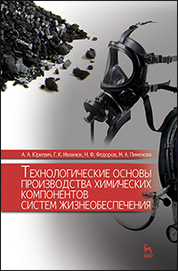 А. А. Юркевич, Г. К. Ивахнюк, Н. Ф. Федоров, М. А. Пименова
Технологические основы
производства химических
компонентов
систем жизнеобеспечения